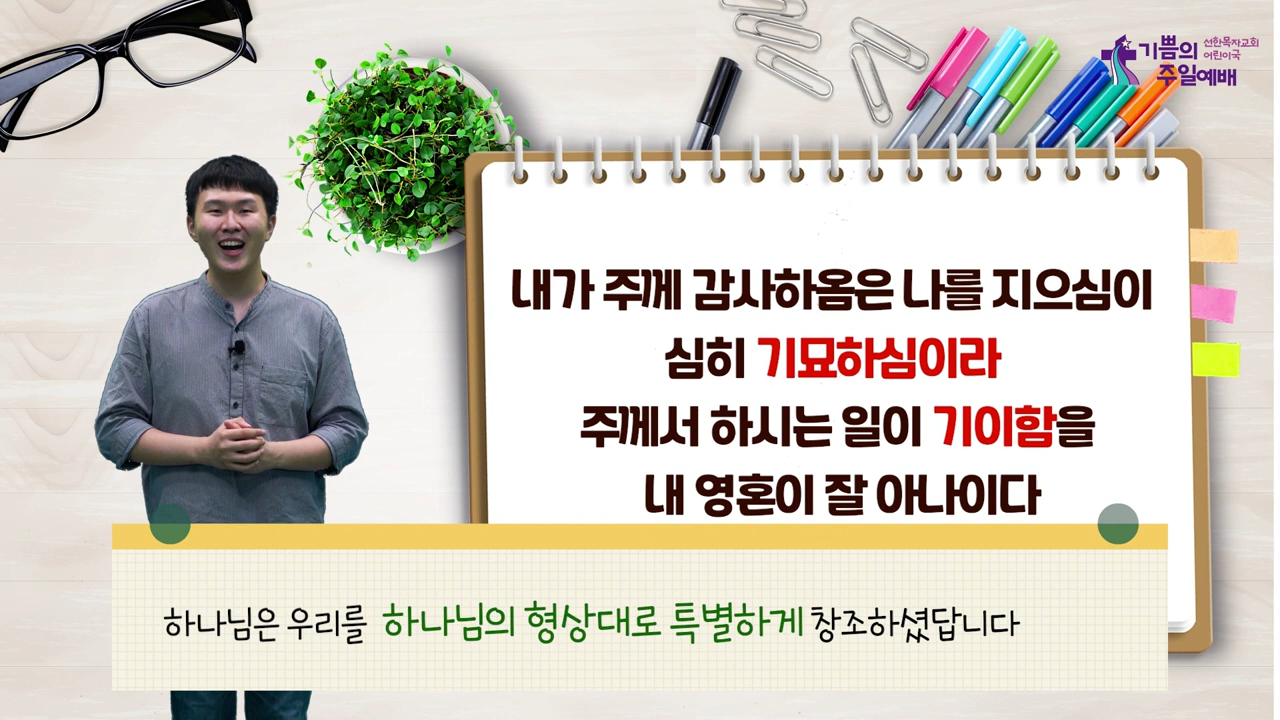 기쁨의
주일예배
선한목자교회
어린이국
내가 주께 감사하옴은 나를 지으심이
심히 기묘하심이라
주께서 하시는 일이 기이함을
내 영혼이 잘 아나이다
하나님은 우리를 하나님의 형상대로 특별하게 창조하셨답니다